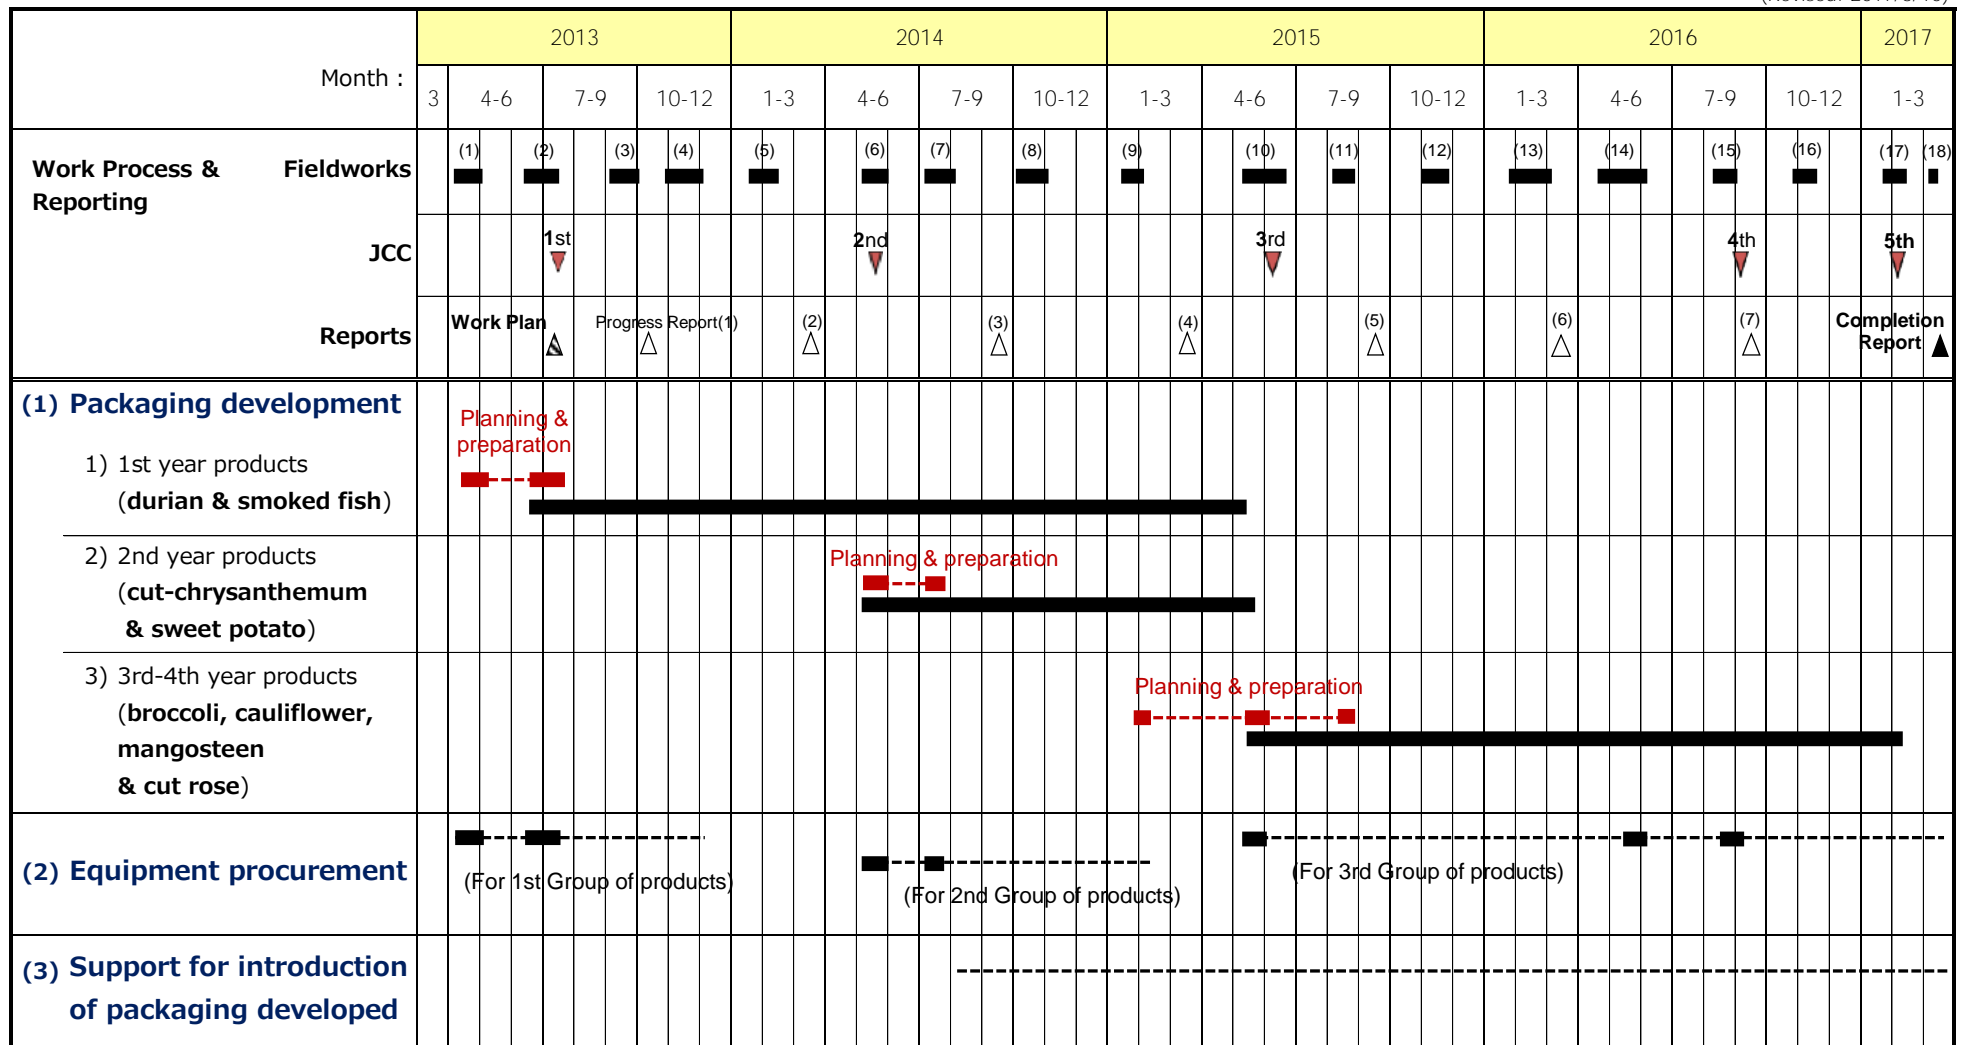 2013 2014 2015 2016 2017
Month :
3 4-6 7-9 10-12 1-3 4-6 7-9 10-12 1-3 4-6 7-9 10-12 1-3 4-6 7-9 10-12 1-3
Work Process & Reporting
Fieldworks
(1) (2) (3) (4) (5) (6) (7) (8) (9) (10) (11) (12) (13) (14) (15) (16) (17) (18)
JCC
1st 2nd 3rd 4th 5th
Reports
Work Plan Progress Report(1) (2) (3) (4) (5) (6) (7) Completion
Report
(1) Packaging development
Planning &
preparation
1) 1st year products
(durian & smoked fish)
2) 2nd year products
(cut-chrysanthemum
& sweet potato)
Planning & preparation
3) 3rd-4th year products
(broccoli, cauliflower,
mangosteen
& cut rose)
Planning & preparation
(2) Equipment procurement
(For 1st Group of products)
(For 2nd Group of products)
(For 3rd Group of products)
(3) Support for introduction
of packaging developed